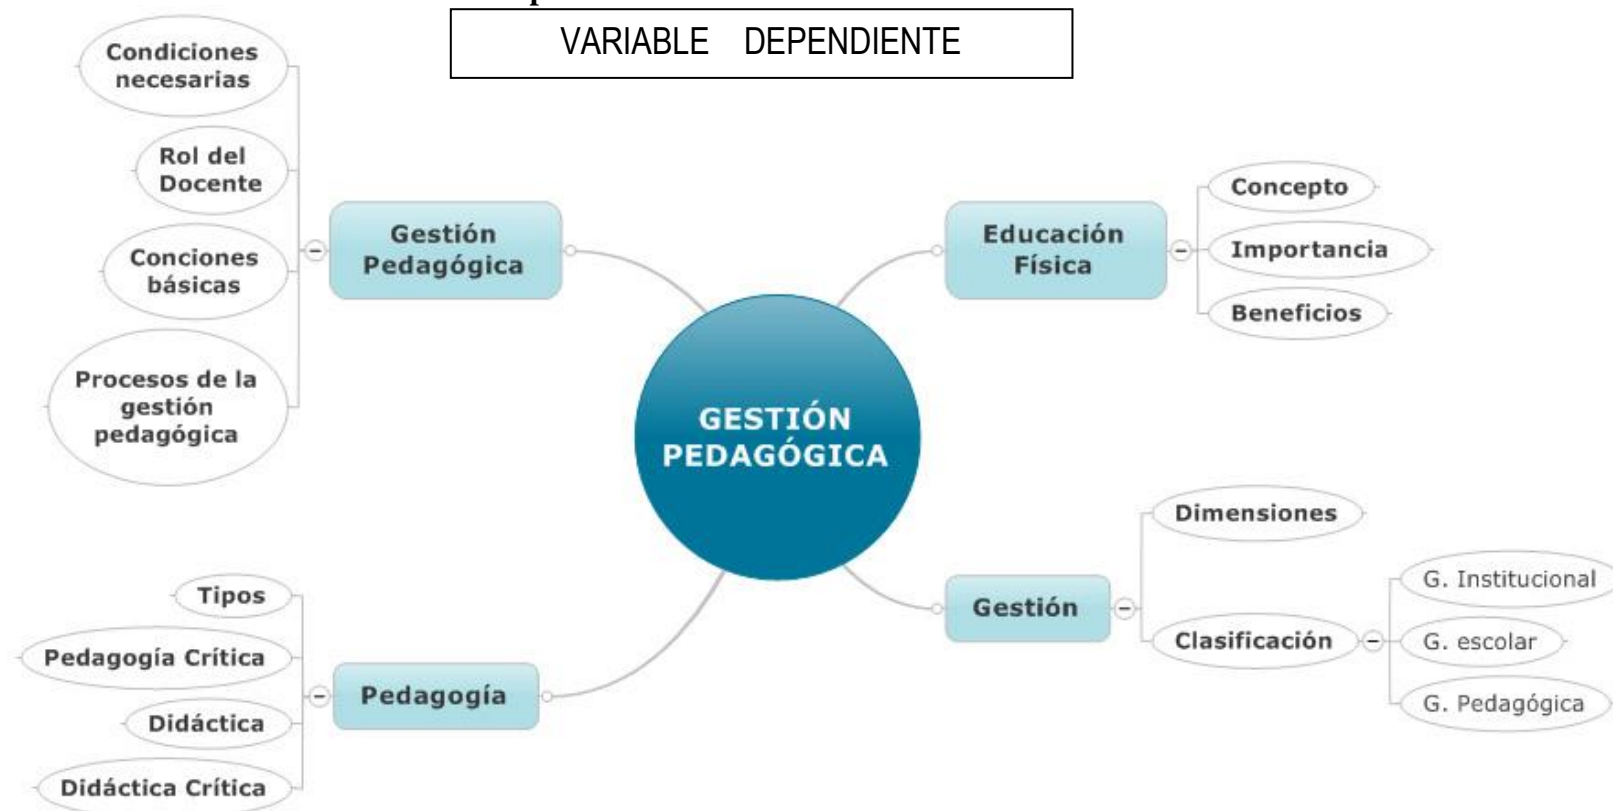 VARIABLE DEPENDIENTE
Condiciones
necesarias
Rol del
Docente
Conciones
básicas
Procesos de la
gestión
pedagógica
Gestión
Pedagógica
Educación
Física
Concepto
Importancia
Beneficios
GESTIÓN
PEDAGÓGICA
Tipos
Pedagogía Crítica
Didáctica
Didáctica Crítica
Pedagogía
Gestión
Dimensiones
Clasificación
G. Institucional
G. escolar
G. Pedagógica